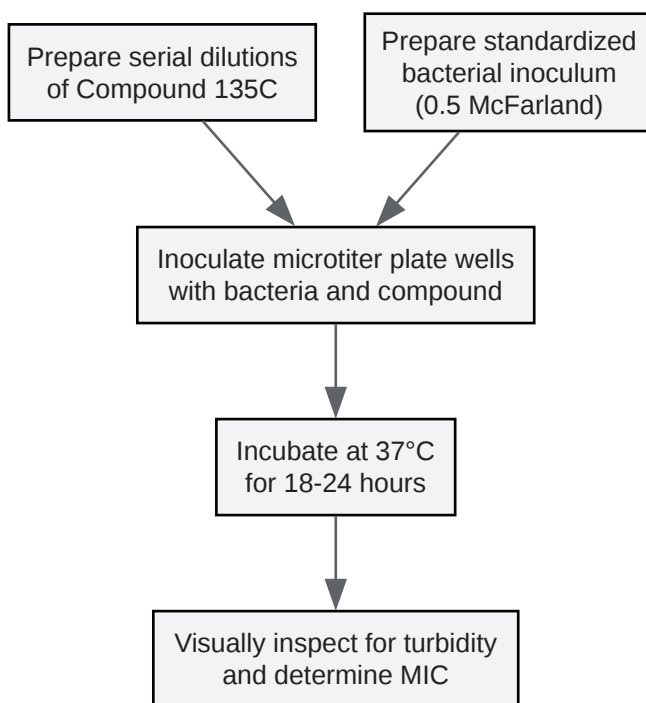 Prepare serial dilutions
of Compound 135C
Prepare standardized
bacterial inoculum
(0.5 McFarland)
Inoculate microtiter plate wells
with bacteria and compound
Incubate at 37°C
for 18-24 hours
Visually inspect for turbidity
and determine MIC